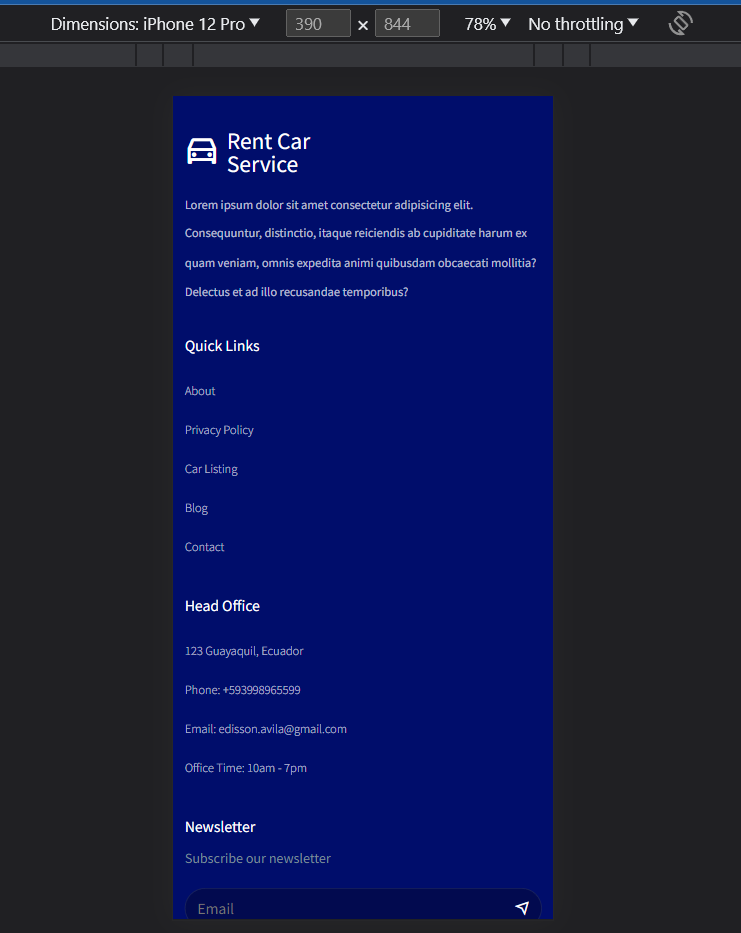 Dimensions: iPhone 12 Pro ▼ 390 × 844 78% ▼ No throttling ▼
Rent Car
Service
Lorem ipsum dolor sit amet consectetur adipisicing elit.
Consequuntur, distinctio, itaque reiciendis ab cupiditate harum ex
quam veniam, omnis expedita animi quibusdam obcaecati mollitia?
Delectus et ad illo recusandae temporibus?
Quick Links
About
Privacy Policy
Car Listing
Blog
Contact
Head Office
123 Guayaquil, Ecuador
Phone: +593998965599
Email: edisson.avila@gmail.com
Office Time: 10am - 7pm
Newsletter
Subscribe our newsletter
Email